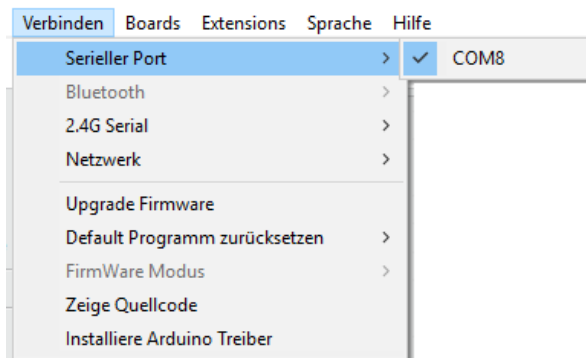 Verbinden Boards Extensions Sprache Hilfe
Serieller Port > ✓ COM8
Bluetooth >
2.4G Serial >
Netzwerk >
Upgrade Firmware
Default Programm zurücksetzen >
FirmWare Modus >
Zeige Quellcode
Installiere Arduino Treiber